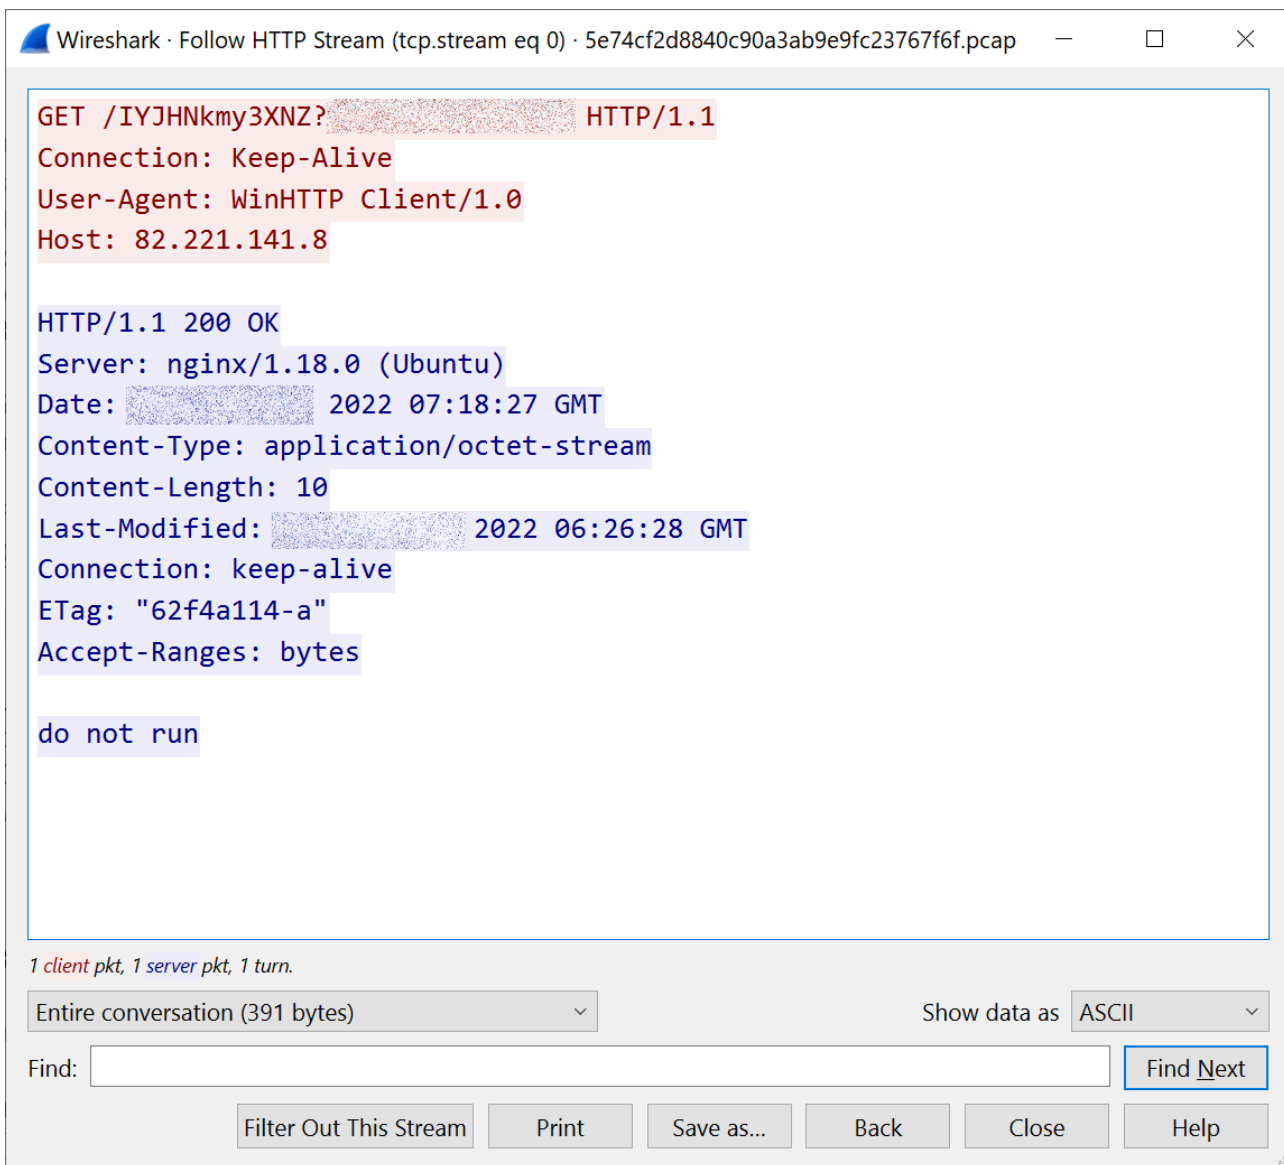 Wireshark · Follow HTTP Stream (tcp.stream eq 0) · 5e74cf2d8840c90a3ab9e9fc23767f6f.pcap
GET /IYJHNkmy3XNZ? HTTP/1.1
Connection: Keep-Alive
User-Agent: WinHTTP Client/1.0
Host: 82.221.141.8
HTTP/1.1 200 OK
Server: nginx/1.18.0 (Ubuntu)
Date: 2022 07:18:27 GMT
Content-Type: application/octet-stream
Content-Length: 10
Last-Modified: 2022 06:26:28 GMT
Connection: keep-alive
ETag: "62f4a114-a"
Accept-Ranges: bytes
do not run
1 client pkt, 1 server pkt, 1 turn.
Entire conversation (391 bytes) Show data as ASCII
Find: Find Next
Filter Out This Stream Print Save as... Back Close Help